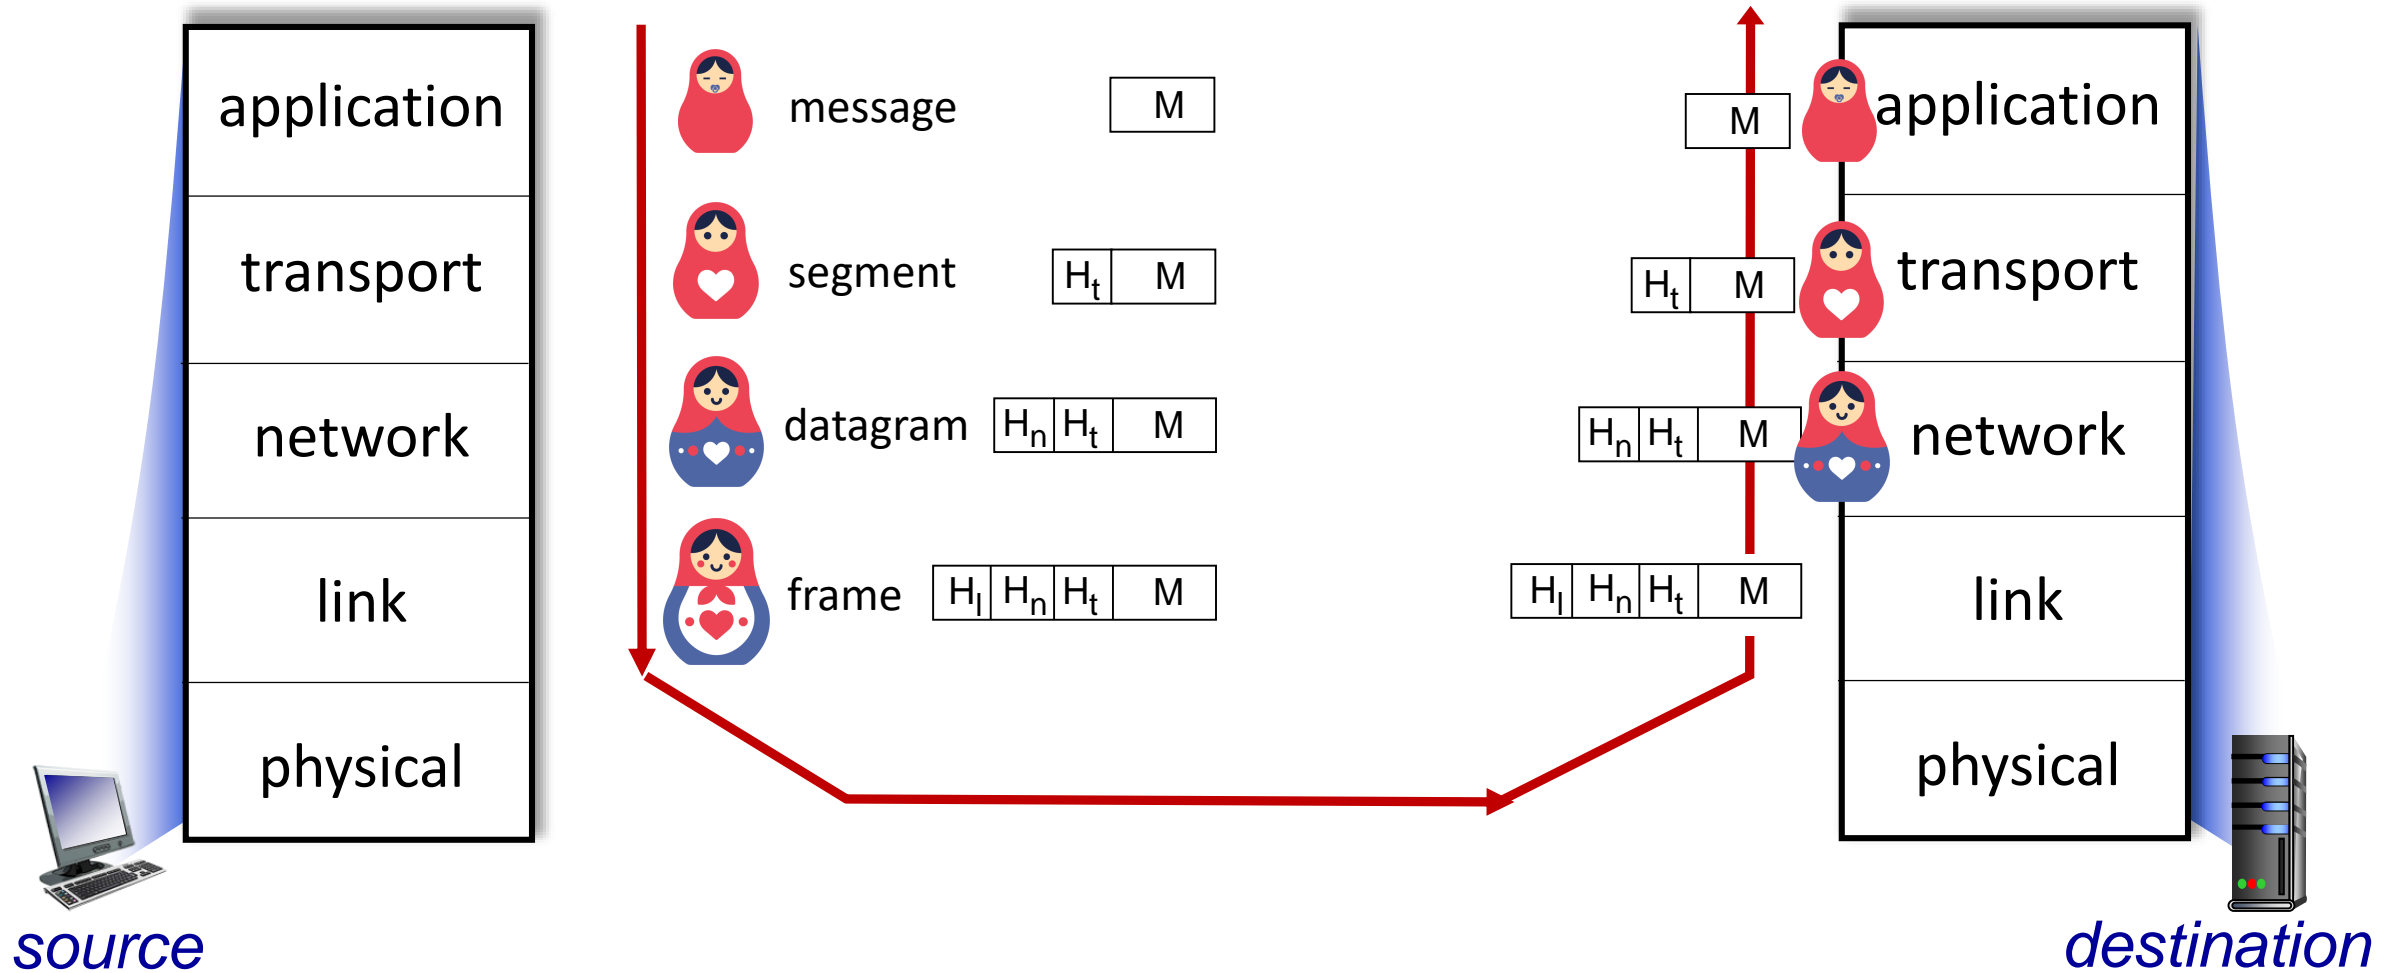 application
transport
network
link
physical
source
message M
segment Ht M
datagram Hn Ht M
frame Hl Hn Ht M
M
Ht M
Hn Ht M
Hl Hn Ht M
application
transport
network
link
physical
destination